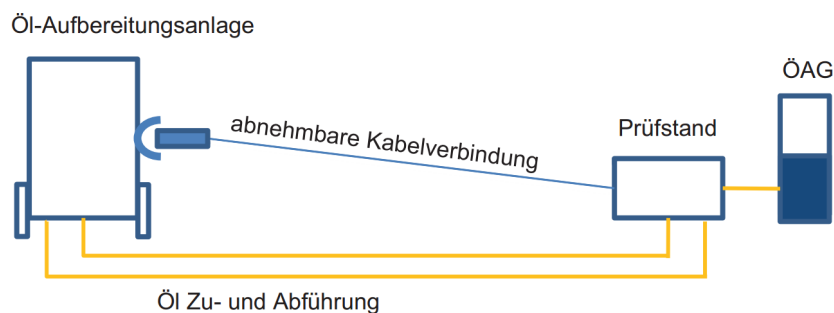 Öl-Aufbereitungsanlage
ÖAG
Prüfstand
abnehmbare Kabelverbindung
Öl Zu- und Abführung